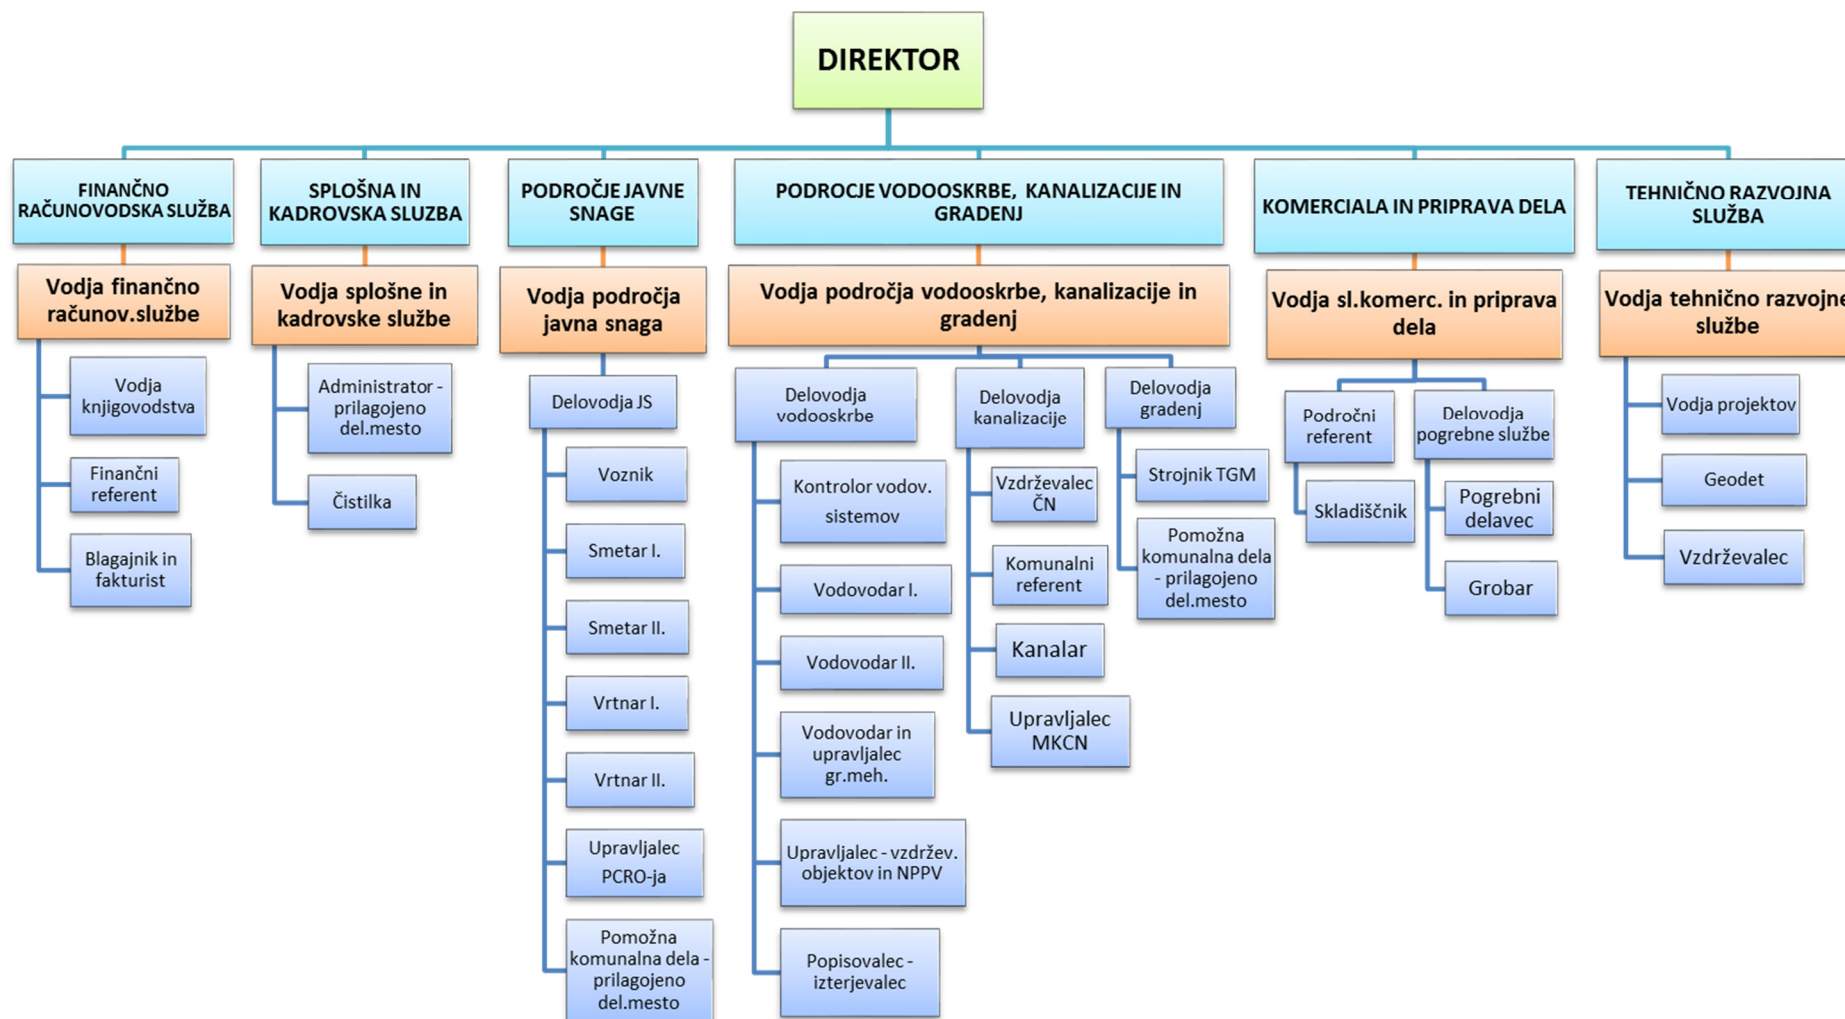 DIREKTOR
FINANČNO
RAČUNOVODSKA SLUŽBA
Vodja finančno
računov.službe
Vodja
knjigovodstva
Finančni
referent
Blagajnik in
fakturist
SPLOŠNA IN
KADROVSKA SLUZBA
Vodja splošne in
kadrovske službe
Administrator -
prilagojeno
del.mesto
Čistilka
PODROČJE JAVNE
SNAGE
Vodja področja
javna snaga
Delovodja JS
Voznik
Smetar I.
Smetar II.
Vrtnar I.
Vrtnar II.
Upravljalec
PCRO-ja
Pomožna
komunalna dela -
prilagojeno
del.mesto
PODROCJE VODOOSKRBE, KANALIZACIJE IN
GRADENJ
Vodja področja vodooskrbe, kanalizacije in
gradenj
Delovodja
vodooskrbe
Kontrolor vodov.
sistemov
Vodovodar I.
Vodovodar II.
Vodovodar in
upravljalec
gr.meh.
Upravljalec - vzdržev.
objektov in NPPV
Popisovalec -
izterjevalec
Delovodja
kanalizacije
Vzdrževalec
ČN
Komunalni
referent
Kanalar
Upravljalec
MKCN
Delovodja
gradenj
Strojnik TGM
Pomožna
komunalna dela
- prilagojeno
del.mesto
KOMERCIALA IN PRIPRAVA DELA
Vodja sl.komerc. in priprava
dela
Področni
referent
Skladiščnik
Delovodja
pogrebne službe
Pogrebni
delavec
Grobar
TEHNIČNO RAZVOJNA
SLUŽBA
Vodja tehnično razvojne
službe
Vodja projektov
Geodet
Vzdrževalec